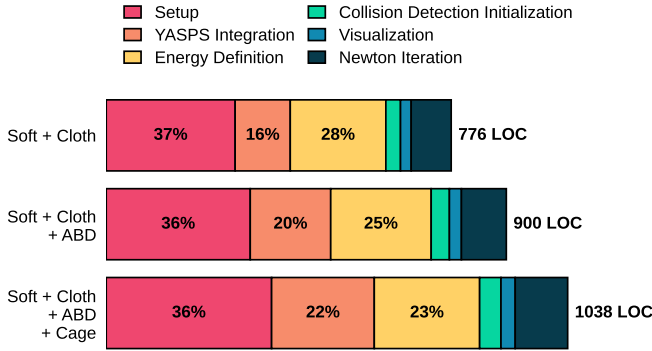 Setup
YASPS Integration
Energy Definition
Collision Detection Initialization
Visualization
Newton Iteration
Soft + Cloth
37%
16%
28%
776 LOC
Soft + Cloth
+ ABD
36%
20%
25%
900 LOC
Soft + Cloth
+ ABD
+ Cage
36%
22%
23%
1038 LOC